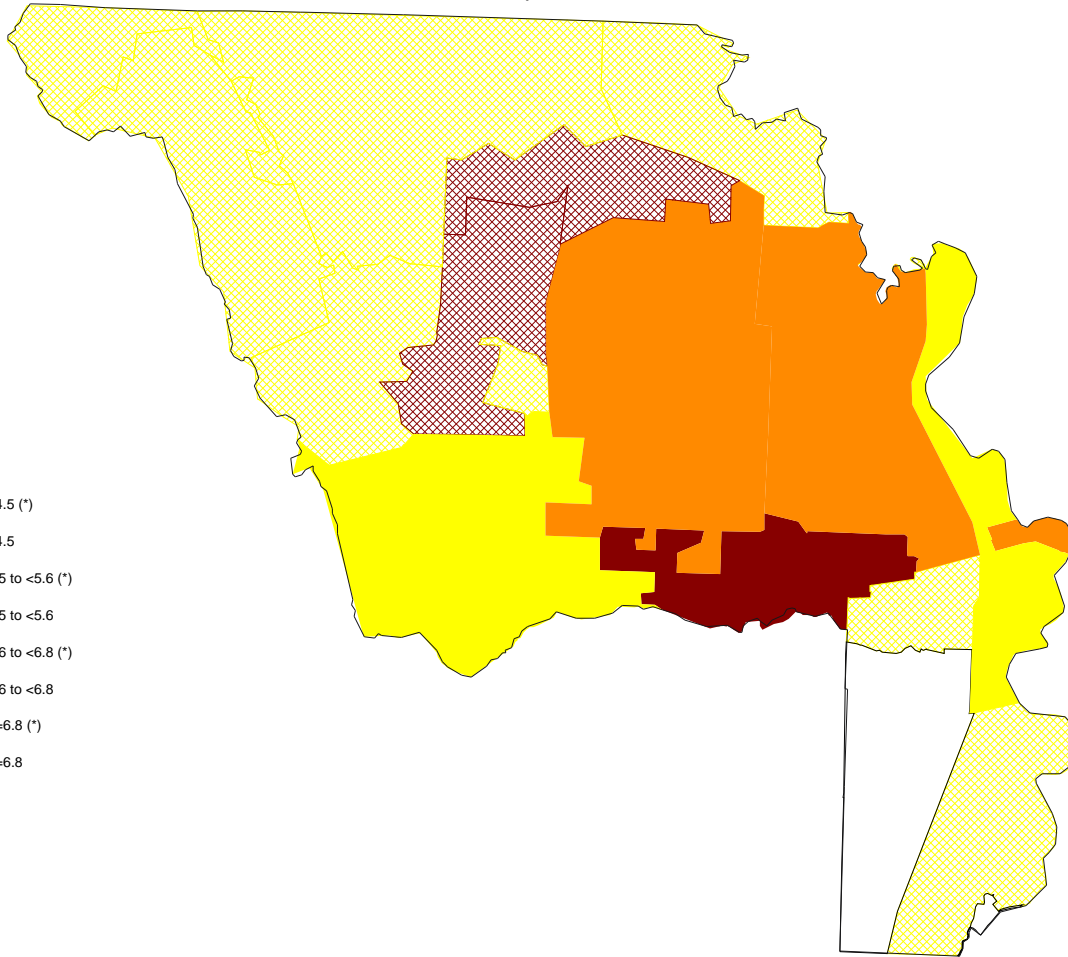 .5 (*)
.5
5 to <5.6 (*)
5 to <5.6
6 to <6.8 (*)
6 to <6.8
=6.8 (*)
=6.8